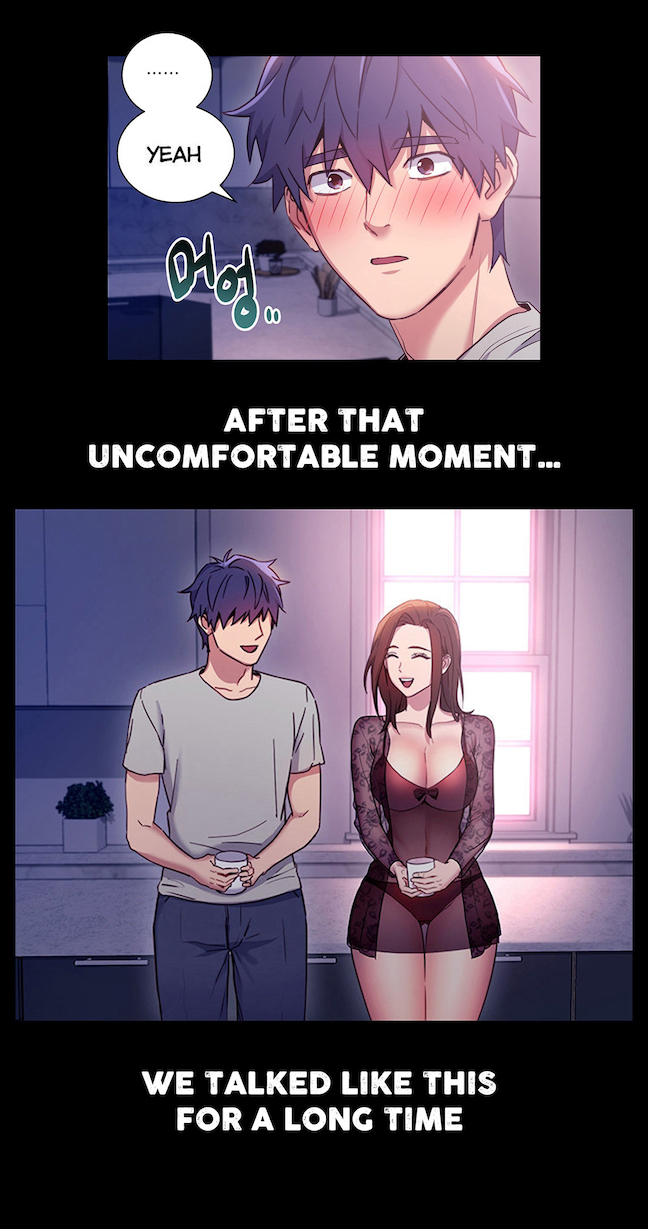 ......
YEAH
머엉..
AFTER THAT
UNCOMFORTABLE MOMENT...
WE TALKED LIKE THIS
FOR A LONG TIME